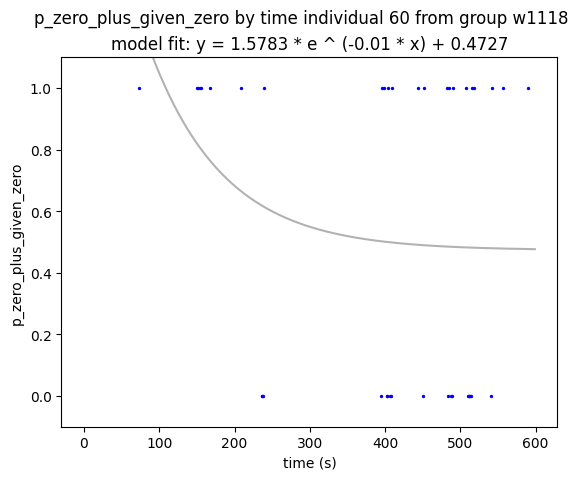 p_zero_plus_given_zero by time individual 60 from group w1118
model fit: y = 1.5783 * e ^ (-0.01 * x) + 0.4727
1.0
0.8
0.6
0.4
0.2
0.0
p_zero_plus_given_zero
0 100 200 300 400 500 600
time (s)